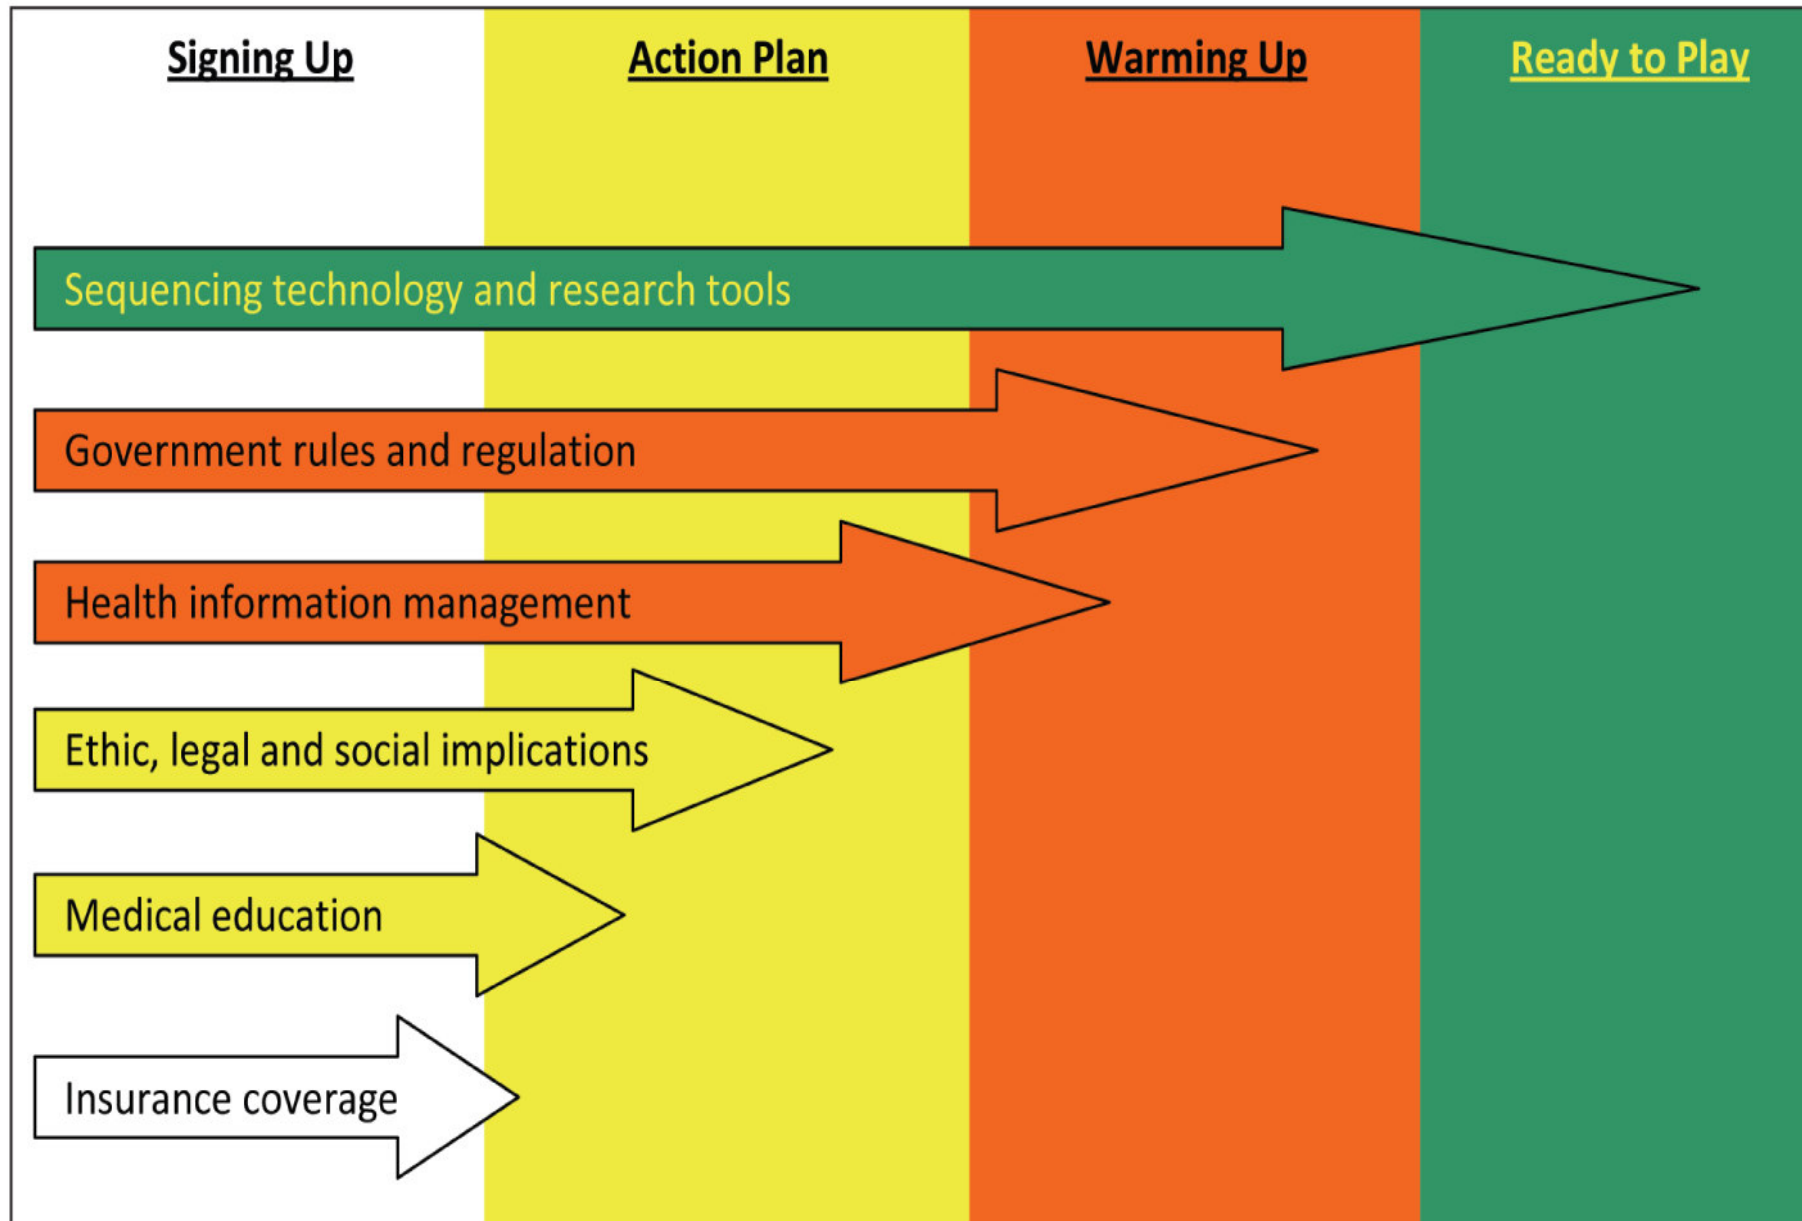 Signing Up
Action Plan
Warming Up
Ready to Play
Sequencing technology and research tools
Government rules and regulation
Health information management
Ethic, legal and social implications
Medical education
Insurance coverage